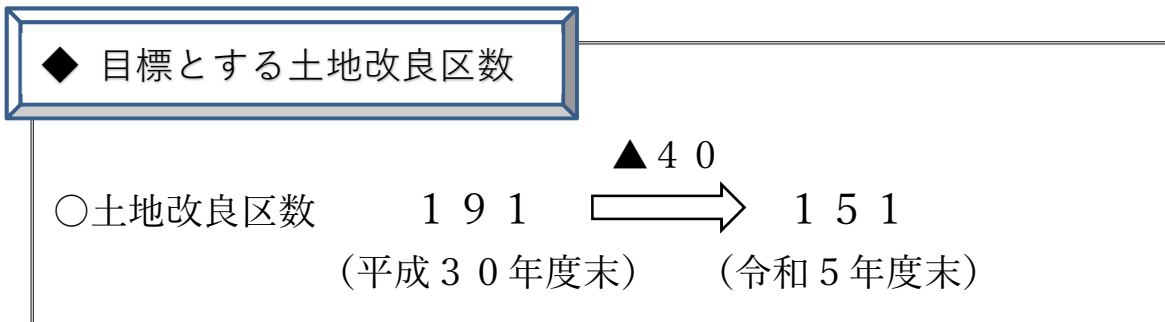 ◆ 目標とする土地改良区数
▲４０
○土地改良区数 １９１ １５１
（平成３０年度末） （令和５年度末）